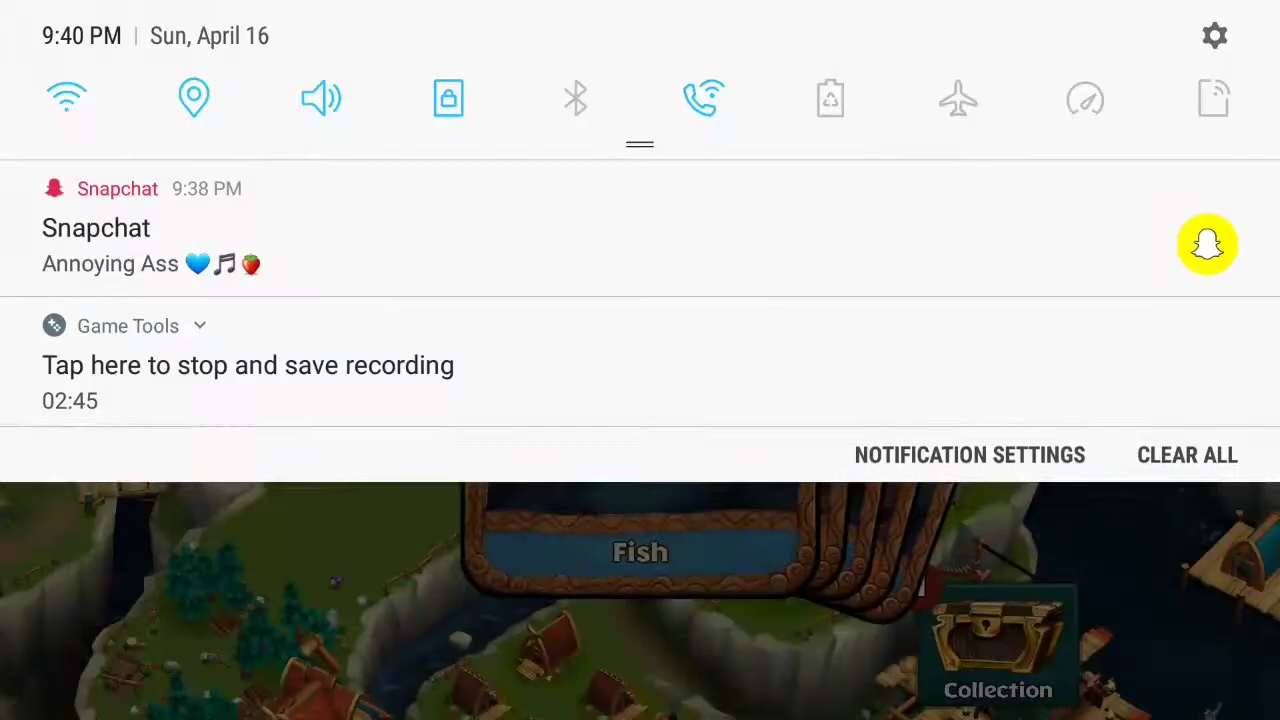 9:40 PM | Sun, April 16
Snapchat 9:38 PM
Snapchat
Annoying Ass 💙🎵🍓
Game Tools
Tap here to stop and save recording
02:45
NOTIFICATION SETTINGS CLEAR ALL
Fish
Collection